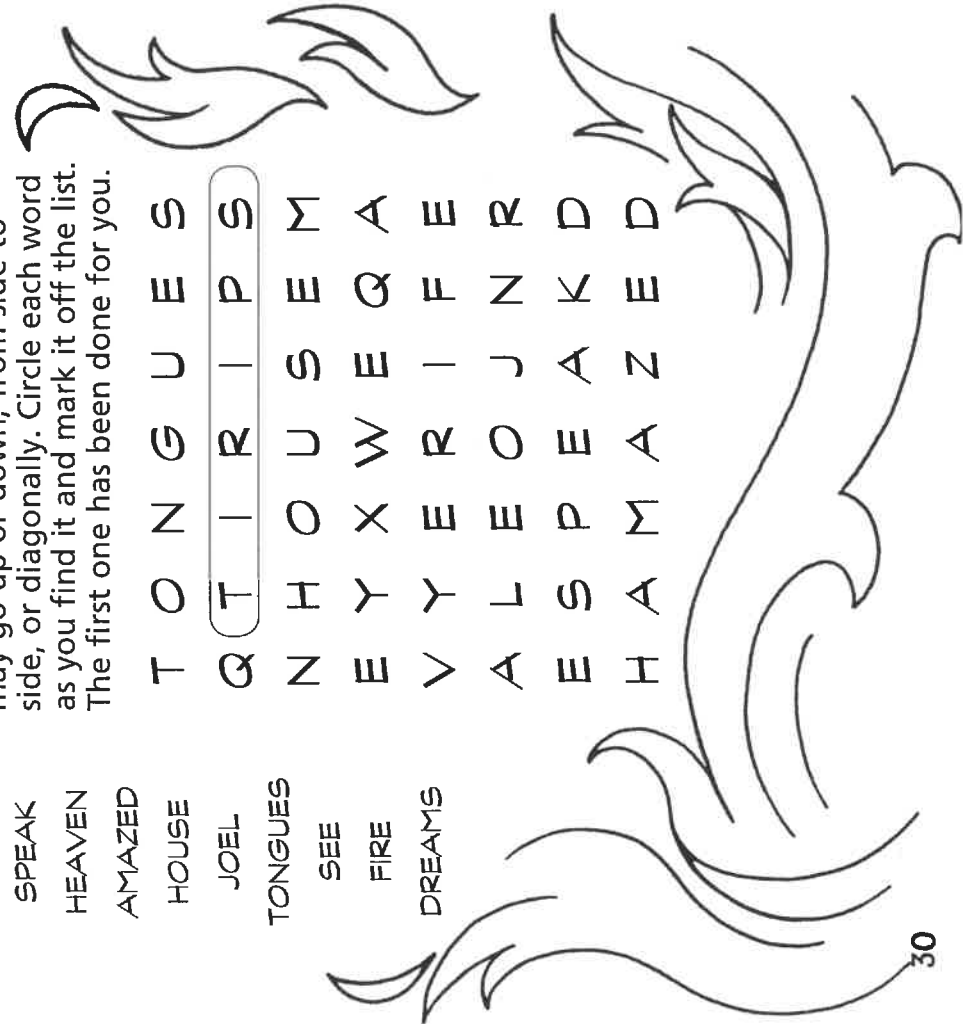 may go up or down, from side to
side, or diagonally. Circle each word
as you find it and mark it off the list.
The first one has been done for you.
SPEAK
HEAVEN
AMAZED
HOUSE
JOEL
TONGUES
SEE
FIRE
DREAMS
T O N G U E S
Q T I R I P S
N H O U S E M
E Y X W E Q A
V Y E R I F E
A L E O J N R
E S P E A K D
H A M A Z E D
30